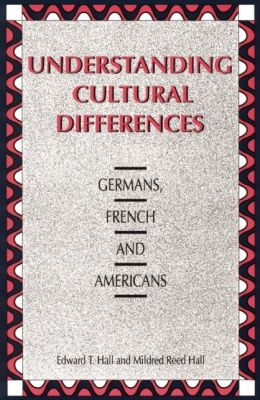 UNDERSTANDING
CULTURAL
DIFFERENCES
GERMANS,
FRENCH
AND
AMERICANS
Edward T. Hall and Mildred Reed Hall